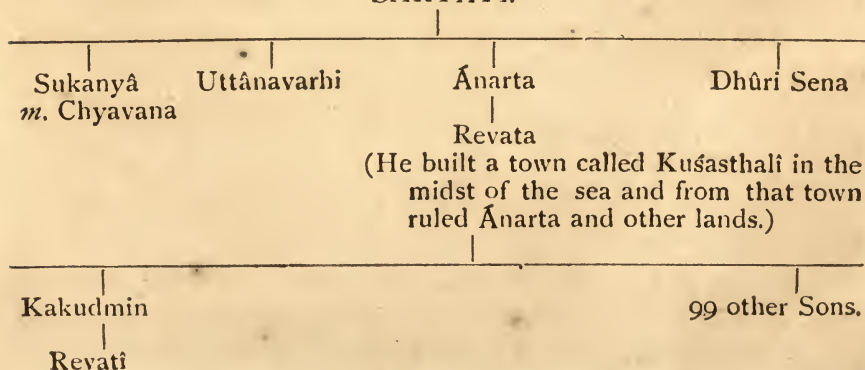 Sukanyâ Uttânavarhi Ánarta Dhûri Sena
m. Chyavana
Revata
(He built a town called Kuśasthalî in the
midst of the sea and from that town
ruled Ánarta and other lands.)
Kakudmin 99 other Sons.
Revatî